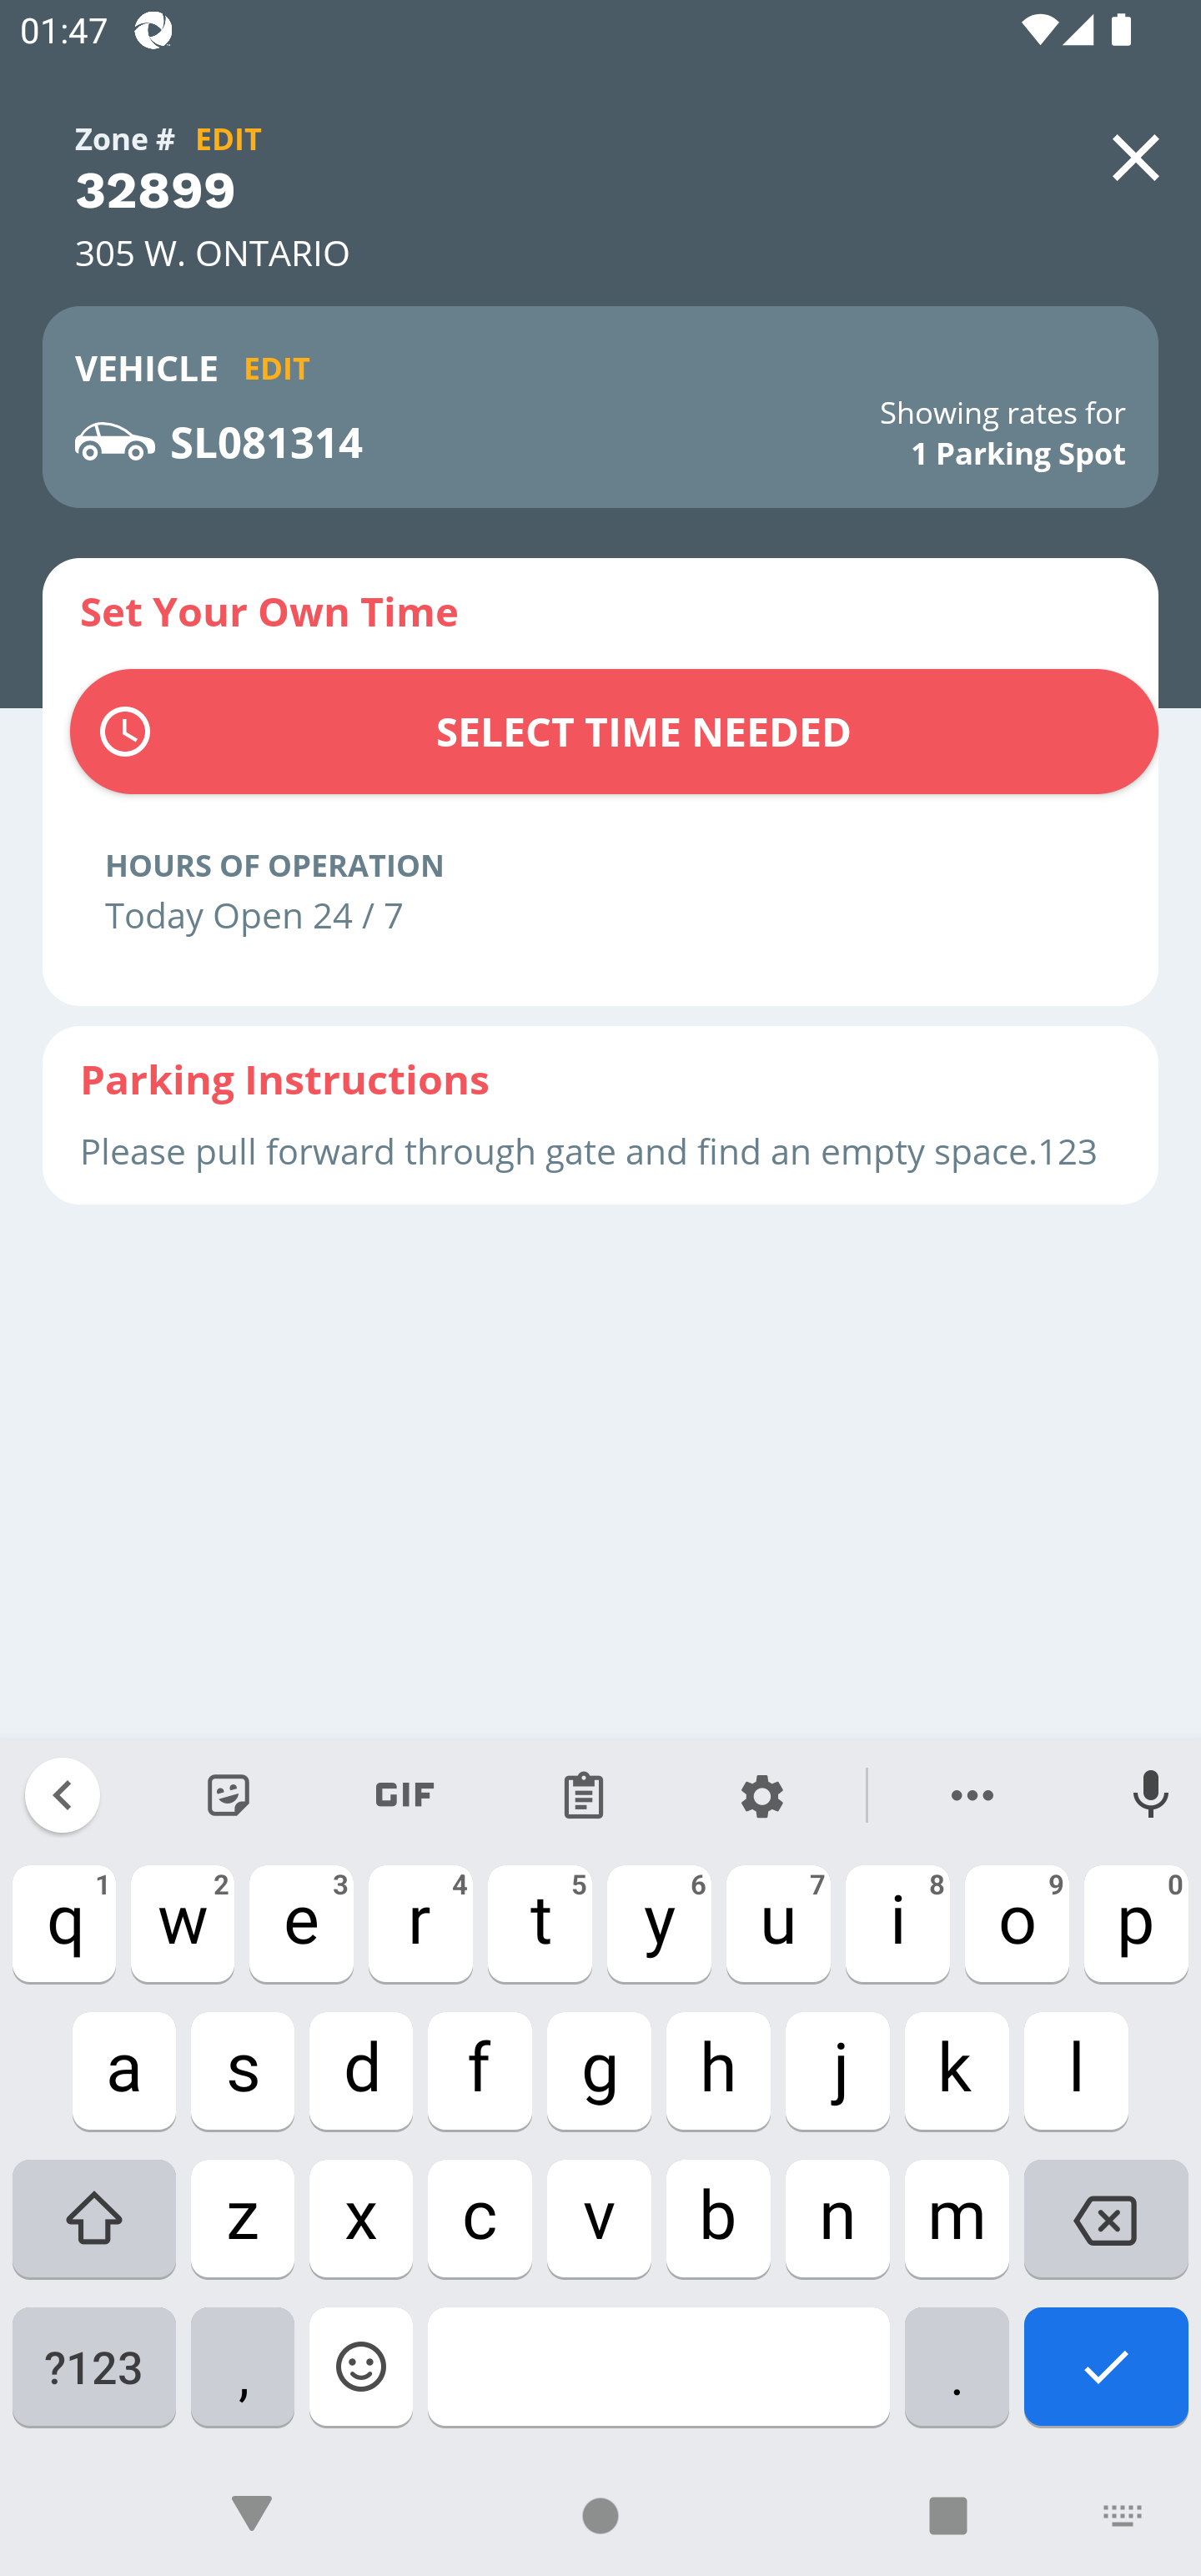 01:47
Zone # EDIT
32899
305 W. ONTARIO
VEHICLE EDIT
SL081314
Showing rates for
1 Parking Spot
Set Your Own Time
SELECT TIME NEEDED
HOURS OF OPERATION
Today Open 24 / 7
Parking Instructions
Please pull forward through gate and find an empty space.123
GIF
q 1 w 2 e 3 r 4 t 5 y 6 u 7 i 8 o 9 p 0
a s d f g h j k l
z x c v b n m
?123 , .